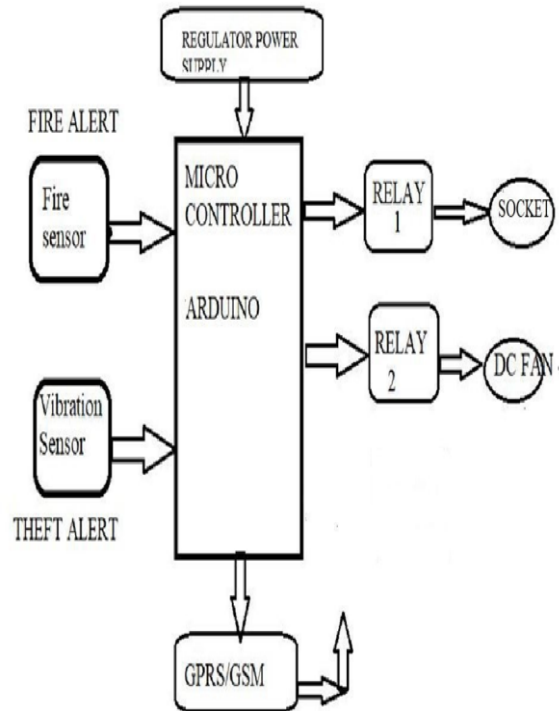 REGULATOR POWER
SUPPLY
FIRE ALERT
Fire
sensor
MICRO
CONTROLLER
ARDUINO
RELAY
1
SOCKET
RELAY
2
DC FAN
Vibration
Sensor
THEFT ALERT
GPRS/GSM